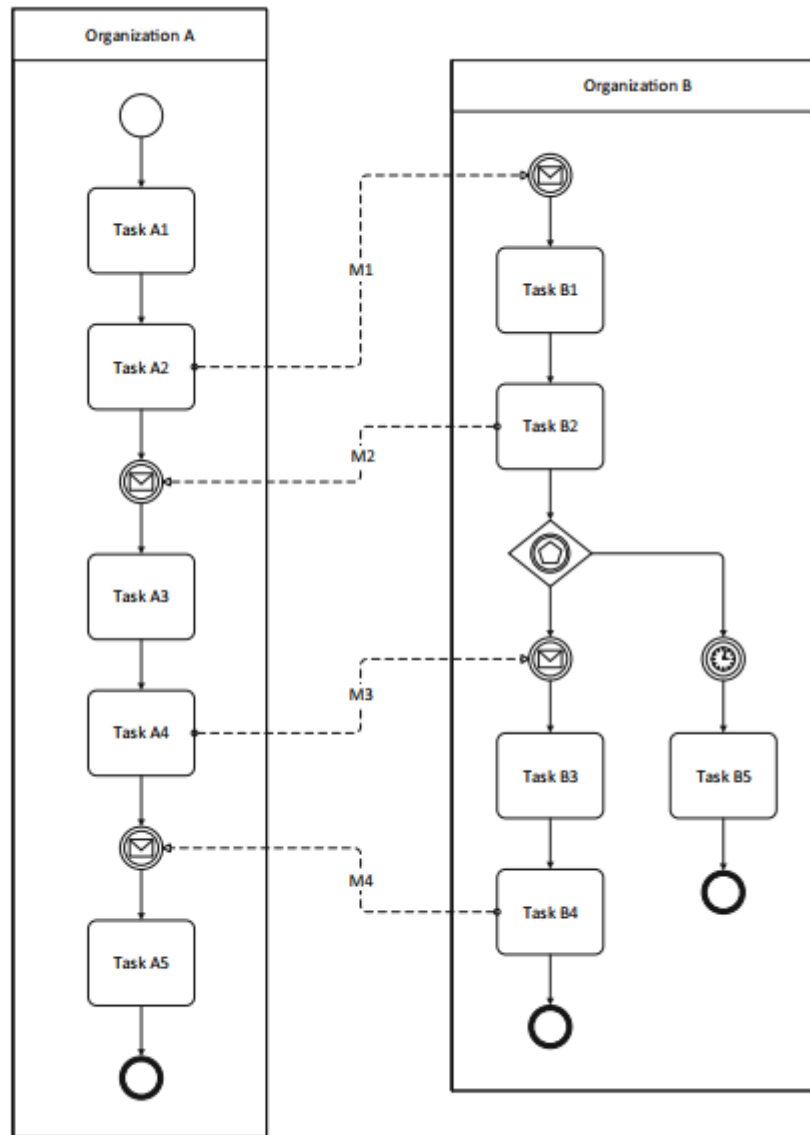 Organization A
Organization B
Task A1
M1
Task B1
Task A2
Task B2
M2
Task A3
M3
Task A4
Task B3
Task B5
M4
Task B4
Task A5